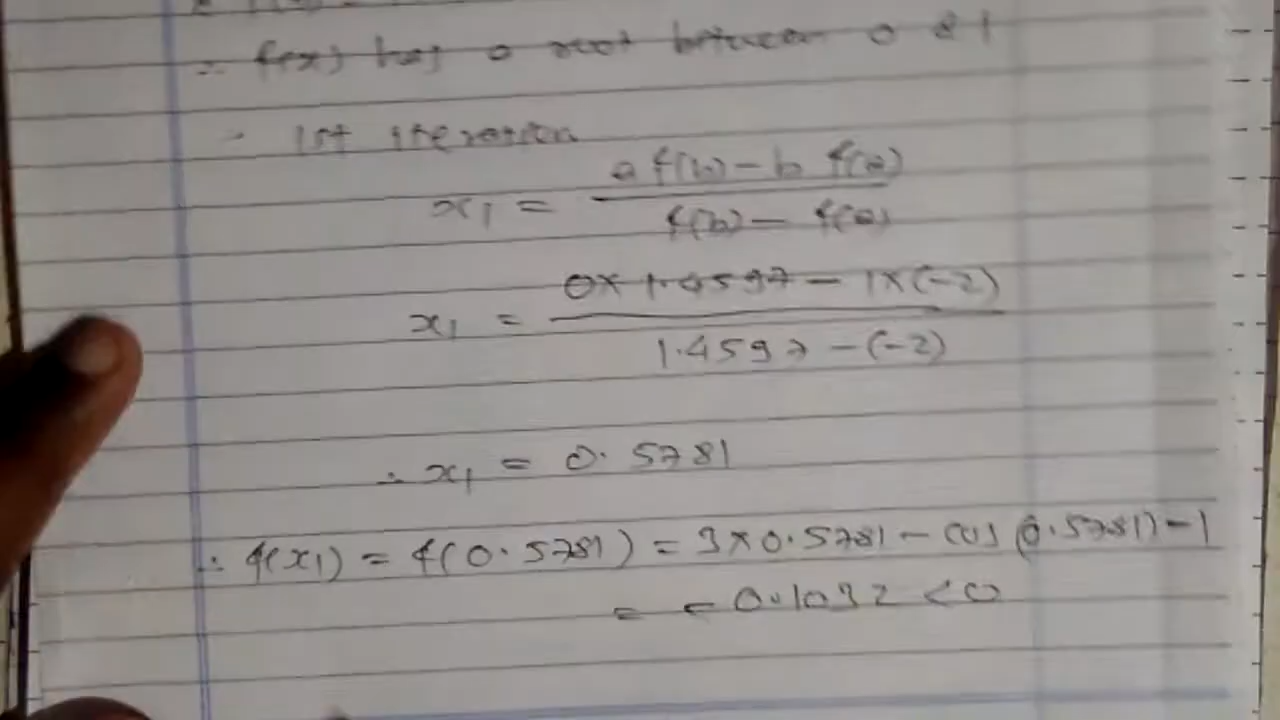 ∴ f(x) has a root between 0 & 1
∴ 1st iteration
x₁ = (a f(b) − b f(a)) / (f(b) − f(a))
x₁ = (0×1.4597 − 1×(−2)) / (1.4597 −(−2))
∴ x₁ = 0.5781
∴ f(x₁) = f(0.5781) = 3×0.5781 − cos (0.5781) − 1
= − 0.1032 < 0